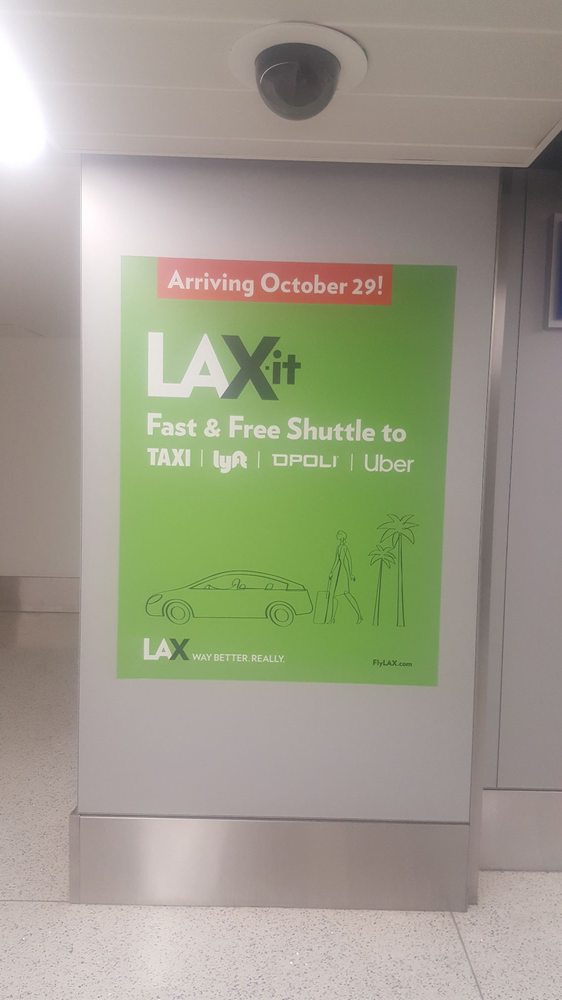 Arriving October 29!
LAX·it
Fast & Free Shuttle to
TAXI | lyft | OPOLI | Uber
LAX WAY BETTER. REALLY.
FlyLAX.com